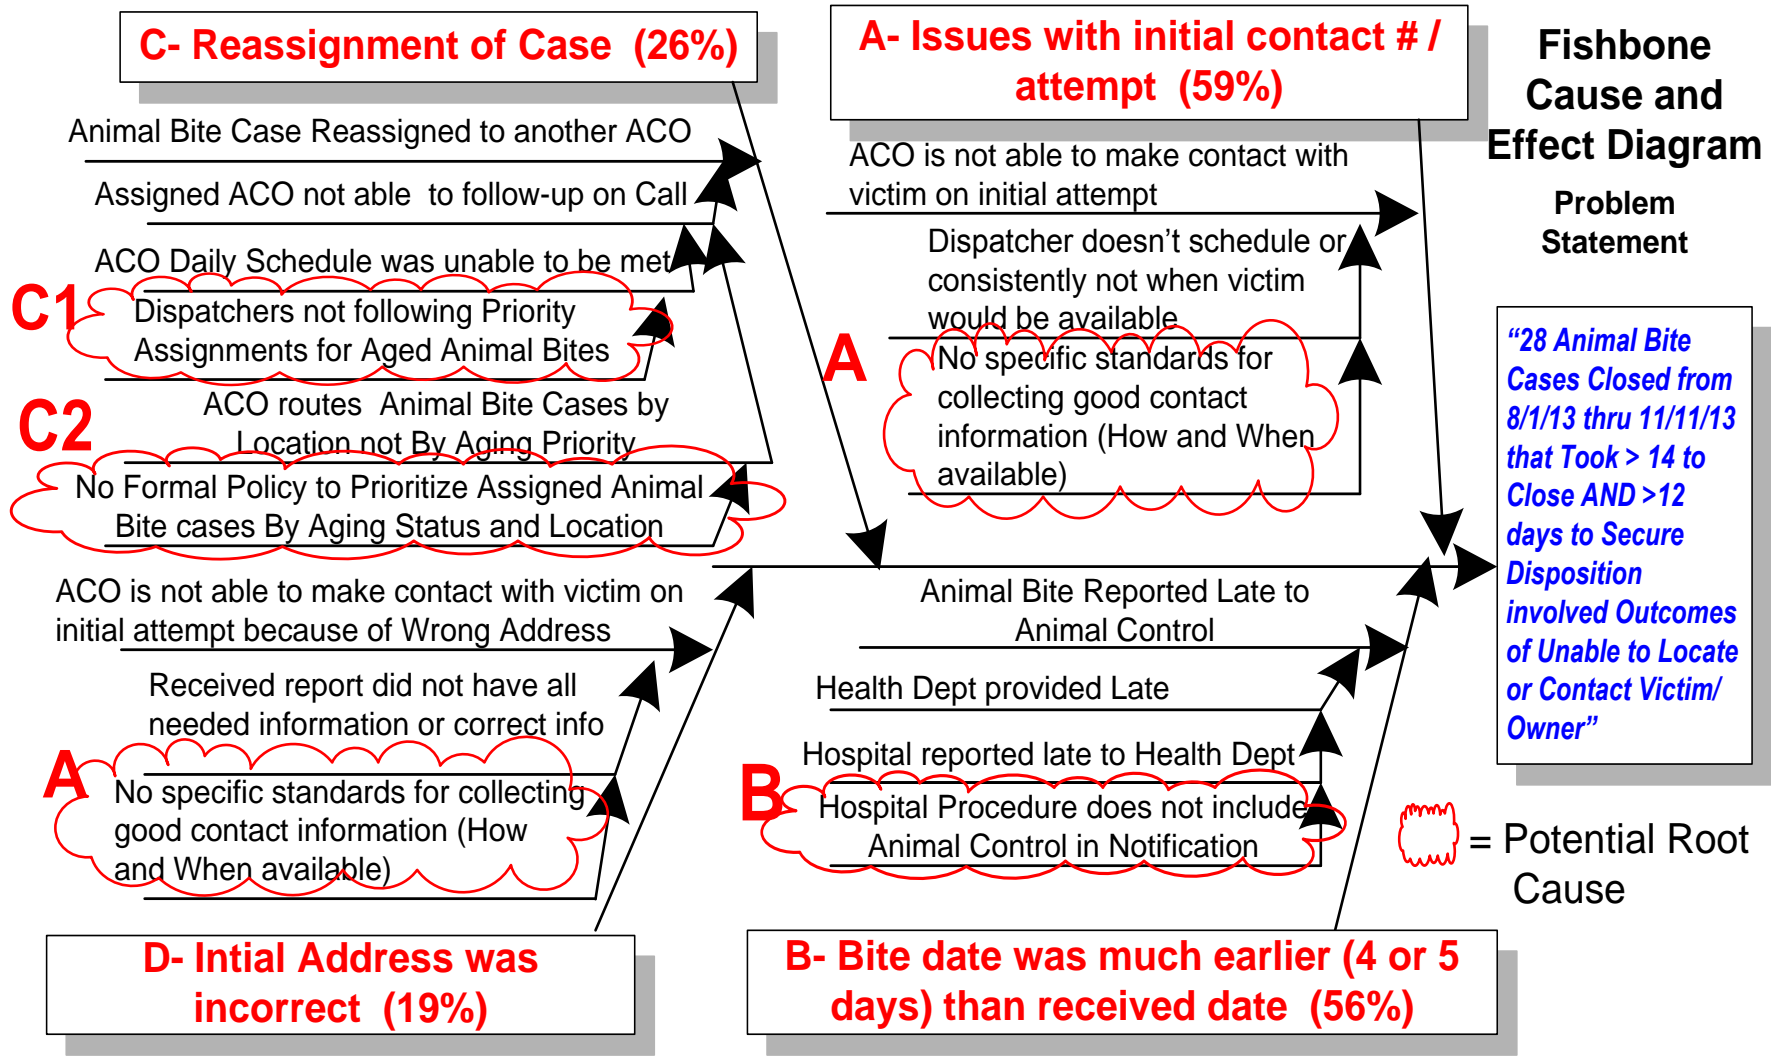 C- Reassignment of Case (26%)
Animal Bite Case Reassigned to another ACO
Assigned ACO not able to follow-up on Call
ACO Daily Schedule was unable to be met
C1
Dispatchers not following Priority
Assignments for Aged Animal Bites
C2
ACO routes Animal Bite Cases by
Location not By Aging Priority
No Formal Policy to Prioritize Assigned Animal
Bite cases By Aging Status and Location
A- Issues with initial contact # /
attempt (59%)
ACO is not able to make contact with
victim on initial attempt
Dispatcher doesn't schedule or
consistently not when victim
would be available
A
No specific standards for
collecting good contact
information (How and When
available)
Fishbone
Cause and
Effect Diagram
Problem
Statement
"28 Animal Bite
Cases Closed from
8/1/13 thru 11/11/13
that Took > 14 to
Close AND >12
days to Secure
Disposition
involved Outcomes
of Unable to Locate
or Contact Victim/
Owner"
= Potential Root
Cause
ACO is not able to make contact with victim on
initial attempt because of Wrong Address
Received report did not have all
needed information or correct info
A
No specific standards for collecting
good contact information (How
and When available)
D- Intial Address was
incorrect (19%)
Animal Bite Reported Late to
Animal Control
Health Dept provided Late
Hospital reported late to Health Dept
B
Hospital Procedure does not include
Animal Control in Notification
B- Bite date was much earlier (4 or 5
days) than received date (56%)